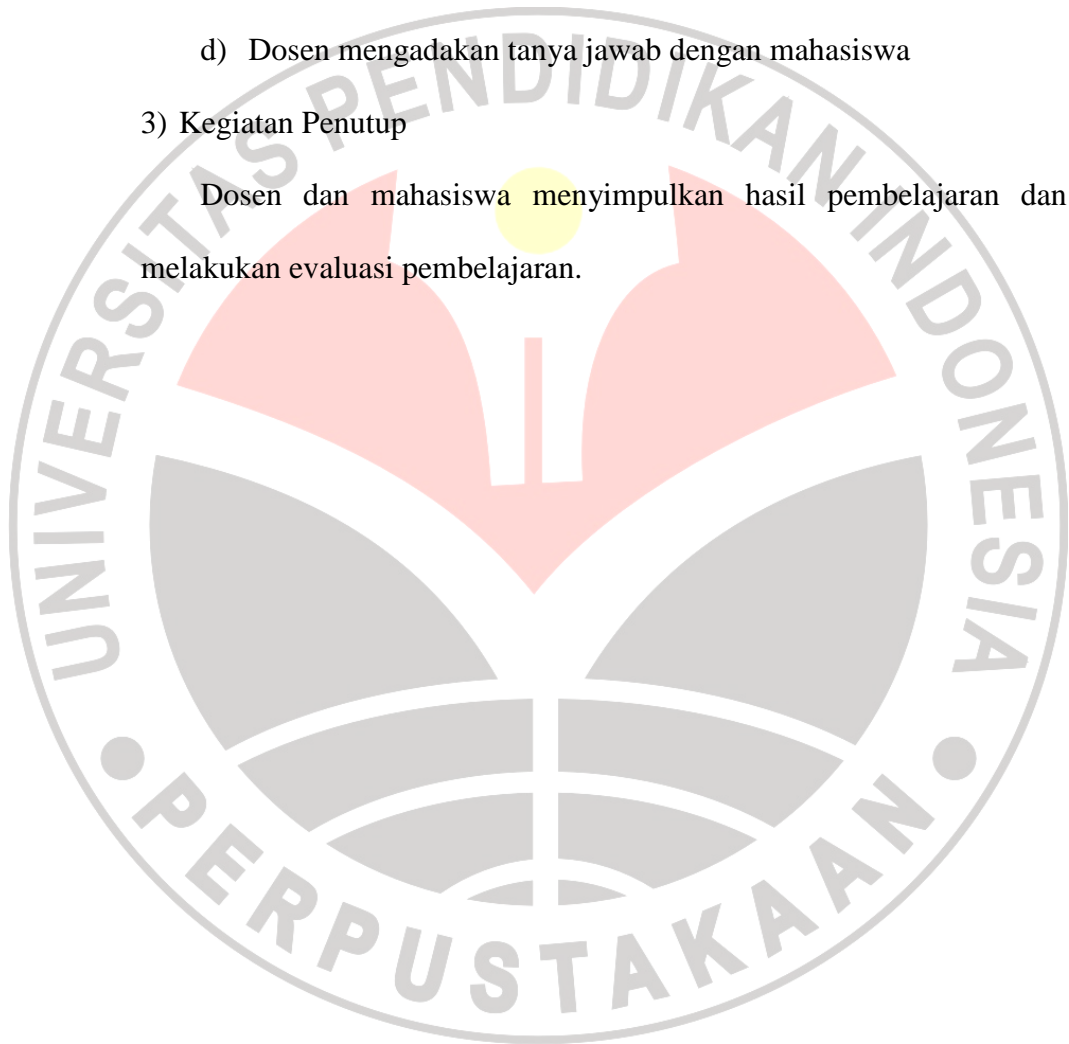 d) Dosen mengadakan tanya jawab dengan mahasiswa
3) Kegiatan Penutup
Dosen dan mahasiswa menyimpulkan hasil pembelajaran dan
melakukan evaluasi pembelajaran.
UNIVERSITAS PENDIDIKAN INDONESIA
PERPUSTAKAAN